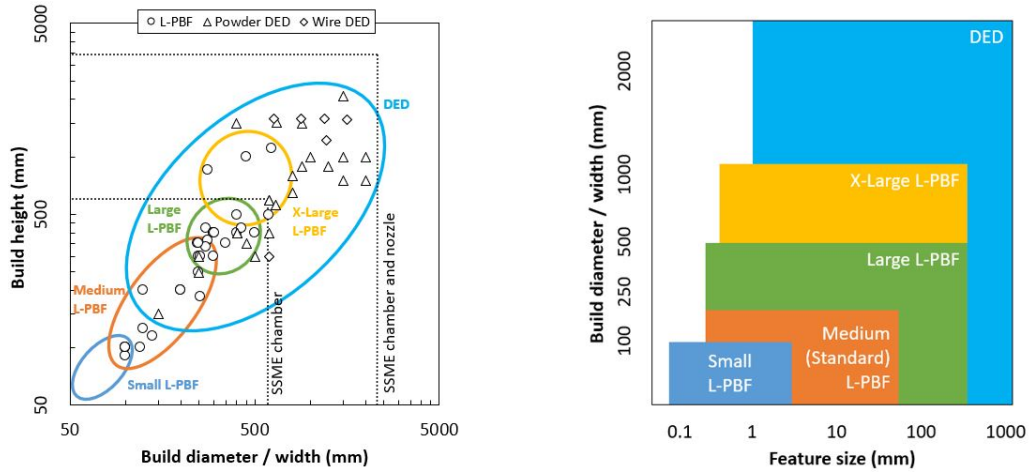 L-PBF Powder DED Wire DED
5000
500
50
Build height (mm)
DED
Large
L-PBF
X-Large
L-PBF
Medium
L-PBF
Small L-PBF
SSME chamber
SSME chamber and nozzle
50 500 5000
Build diameter / width (mm)
Build diameter / width (mm)
2000
1000
500
250
100
DED
X-Large L-PBF
Large L-PBF
Medium
(Standard)
L-PBF
Small
L-PBF
0.1 1 10 100 1000
Feature size (mm)